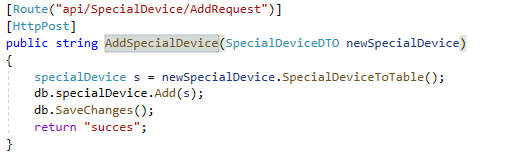 [Route("api/SpecialDevice/AddRequest")]
[HttpPost]
public string AddSpecialDevice(SpecialDeviceDTO newSpecialDevice)
{
specialDevice s = newSpecialDevice.SpecialDeviceToTable();
db.specialDevice.Add(s);
db.SaveChanges();
return "succes";
}